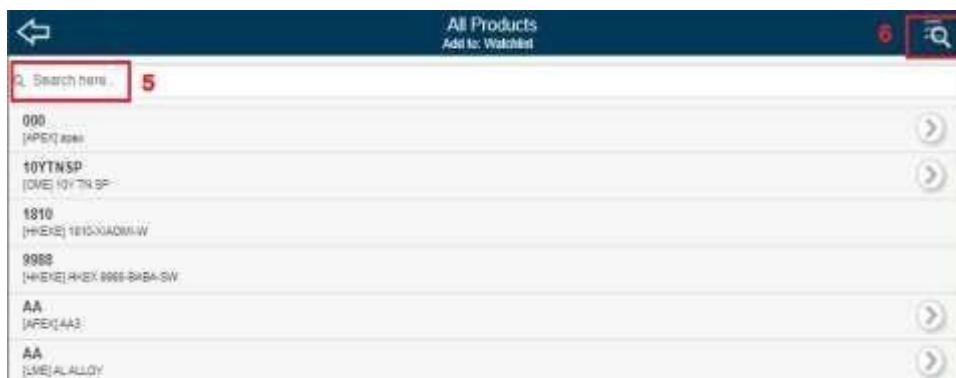 All Products
Add to: Watchlist
6
Search here...
5
000
[APEX] apex
10YTNSP
[CME] 10Y TN SP
1810
[HKEXE] 1810-XIAOMI-W
9988
[HKEXE] HKEX 9988-BABA-SW
AA
[APEX] AA3
AA
[LME] AL ALLOY